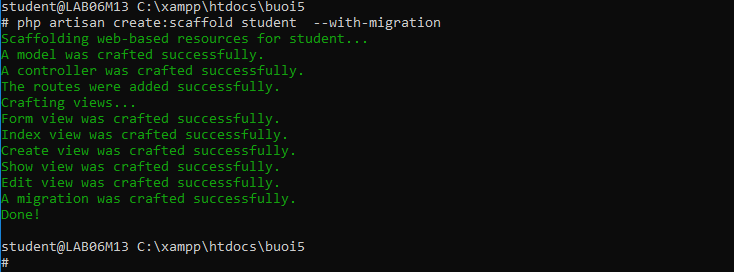 student@LAB06M13 C:\xampp\htdocs\buoi5
# php artisan create:scaffold student  --with-migration
Scaffolding web-based resources for student...
A model was crafted successfully.
A controller was crafted successfully.
The routes were added successfully.
Crafting views...
Form view was crafted successfully.
Index view was crafted successfully.
Create view was crafted successfully.
Show view was crafted successfully.
Edit view was crafted successfully.
A migration was crafted successfully.
Done!
student@LAB06M13 C:\xampp\htdocs\buoi5
#